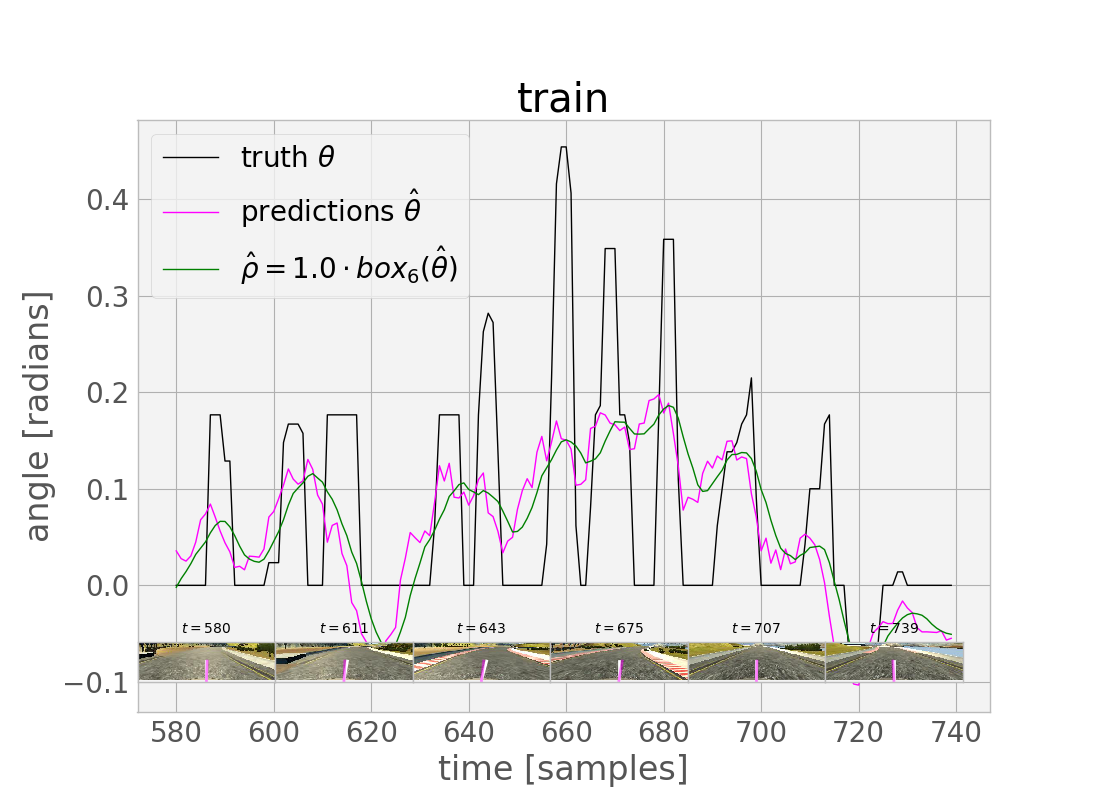 train
truth θ
predictions θ̂
ρ̂ = 1.0 · box₆(θ̂)
angle [radians]
0.4
0.3
0.2
0.1
0.0
−0.1
t = 580 t = 611 t = 643 t = 675 t = 707 t = 739
580 600 620 640 660 680 700 720 740
time [samples]